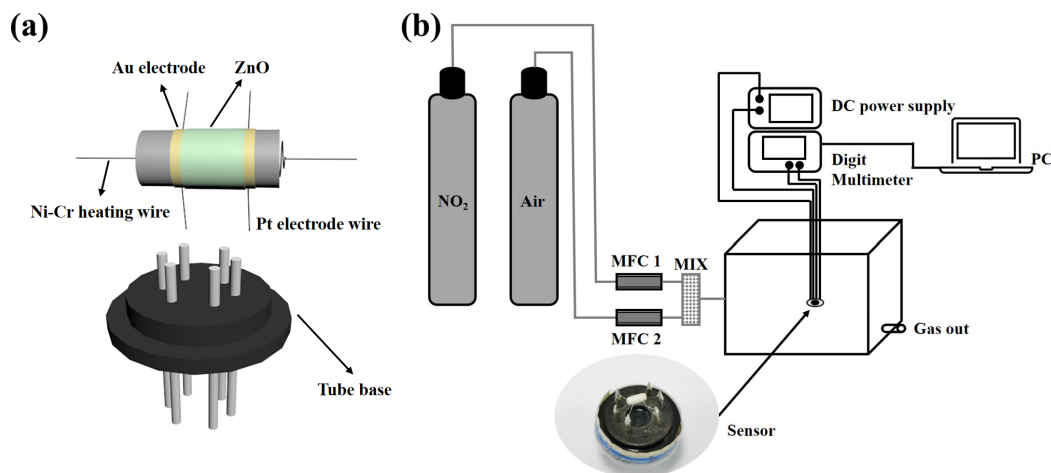 (a)
Au electrode
ZnO
Ni-Cr heating wire
Pt electrode wire
Tube base
(b)
NO2
Air
MFC 1
MIX
MFC 2
DC power supply
Digit
Multimeter
PC
Gas out
Sensor